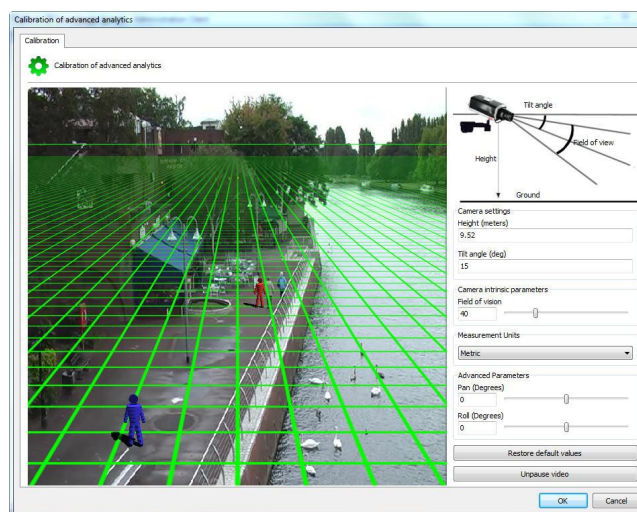 Calibration of advanced analytics
Calibration
Calibration of advanced analytics
Tilt angle
Field of view
Height
Ground
Camera settings
Height (meters)
9.52
Tilt angle (deg)
15
Camera intrinsic parameters
Field of vision
40
Measurement Units
Metric
Advanced Parameters
Pan (Degrees)
0
Roll (Degrees)
0
Restore default values
Unpause video
OK
Cancel